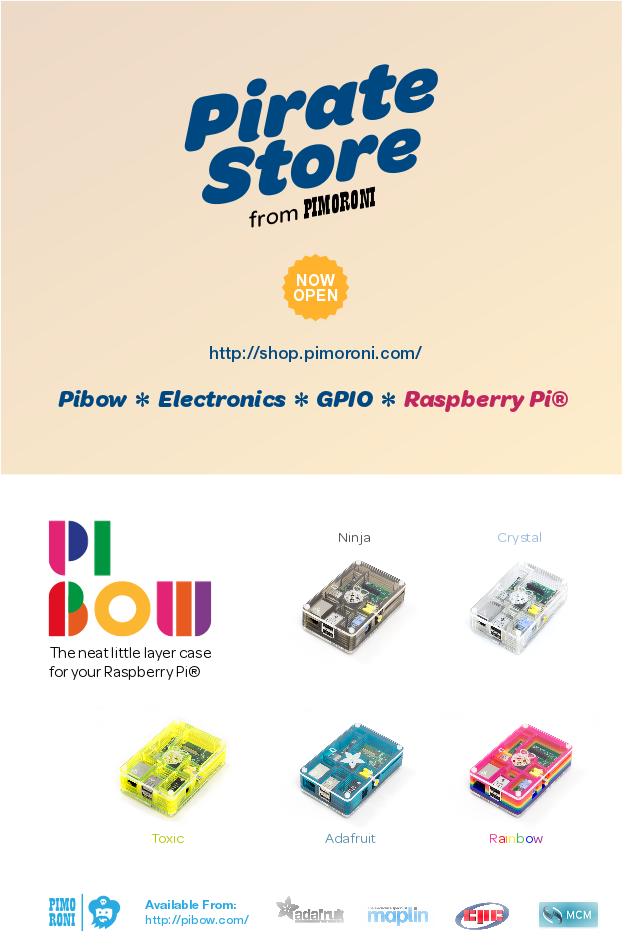 Pirate
Store
from PIMORONI
NOW
OPEN
http://shop.pimoroni.com/
Pibow * Electronics * GPIO * Raspberry Pi®
PI
BOW
The neat little layer case
for your Raspberry Pi®
Ninja
Crystal
Toxic
Adafruit
Rainbow
PIMO
RONI
Available From:
http://pibow.com/
adafruit
maplin
CPC
MCM